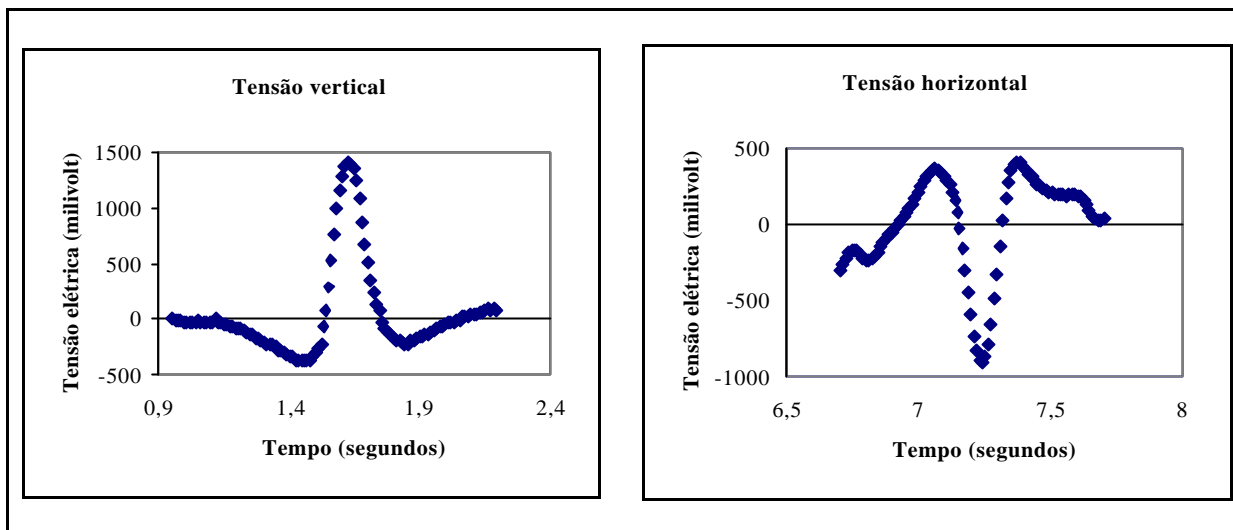 Tensão vertical
Tensão elétrica (milivolt)
1500
1000
500
0
-500
0,9
1,4
1,9
2,4
Tempo (segundos)
Tensão horizontal
Tensão elétrica (milivolt)
500
0
-500
-1000
6,5
7
7,5
8
Tempo (segundos)